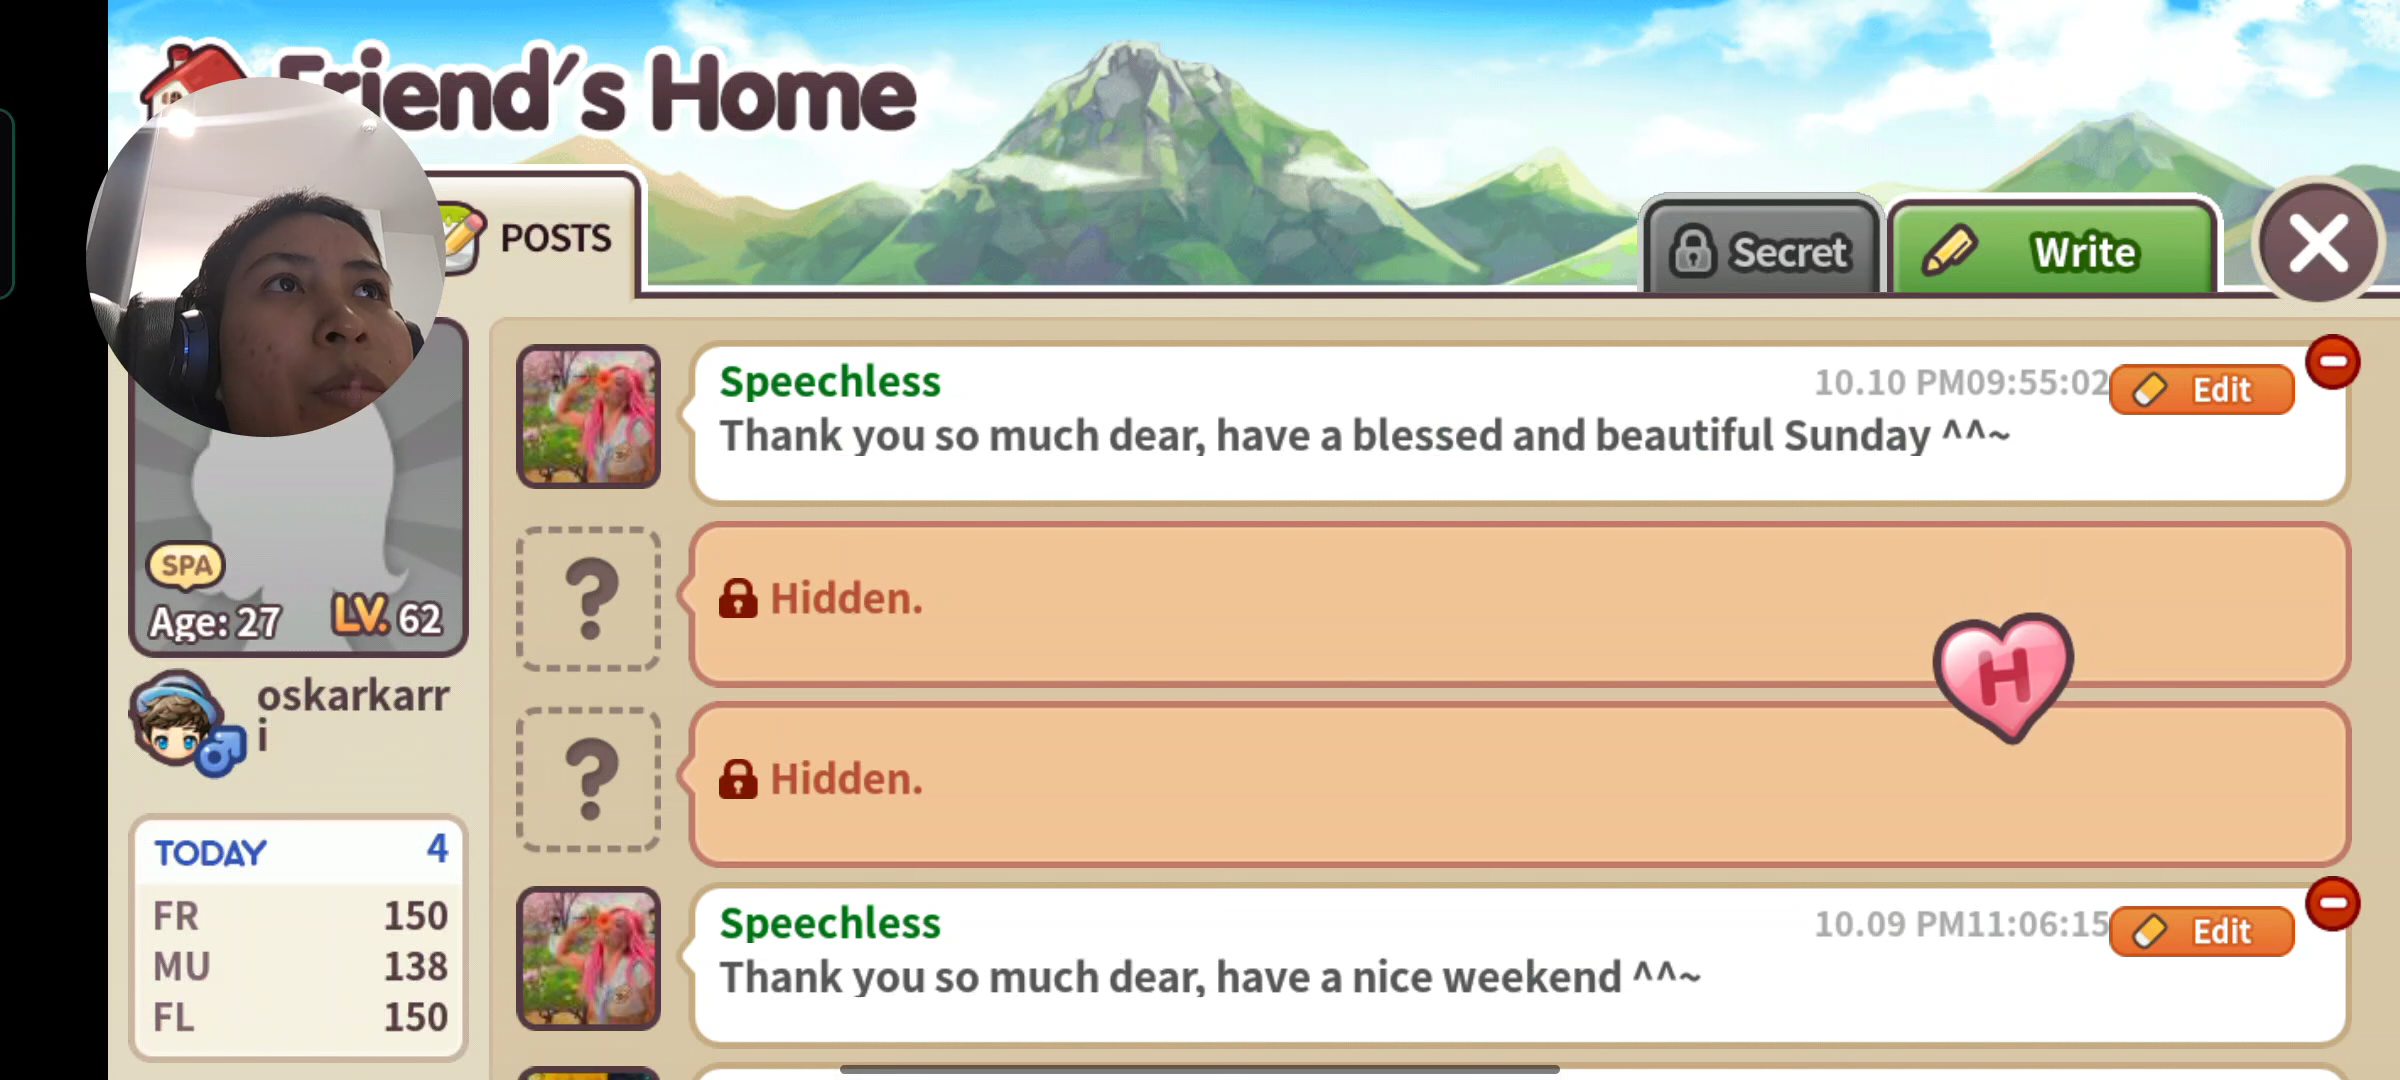 Friend's Home
POSTS
Secret
Write
Speechless
10.10 PM09:55:02
Edit
Thank you so much dear, have a blessed and beautiful Sunday ^^~
Hidden.
Hidden.
H
Speechless
10.09 PM11:06:15
Edit
Thank you so much dear, have a nice weekend ^^~
SPA
Age: 27 LV. 62
oskarkarr
i
TODAY 4
FR 150
MU 138
FL 150